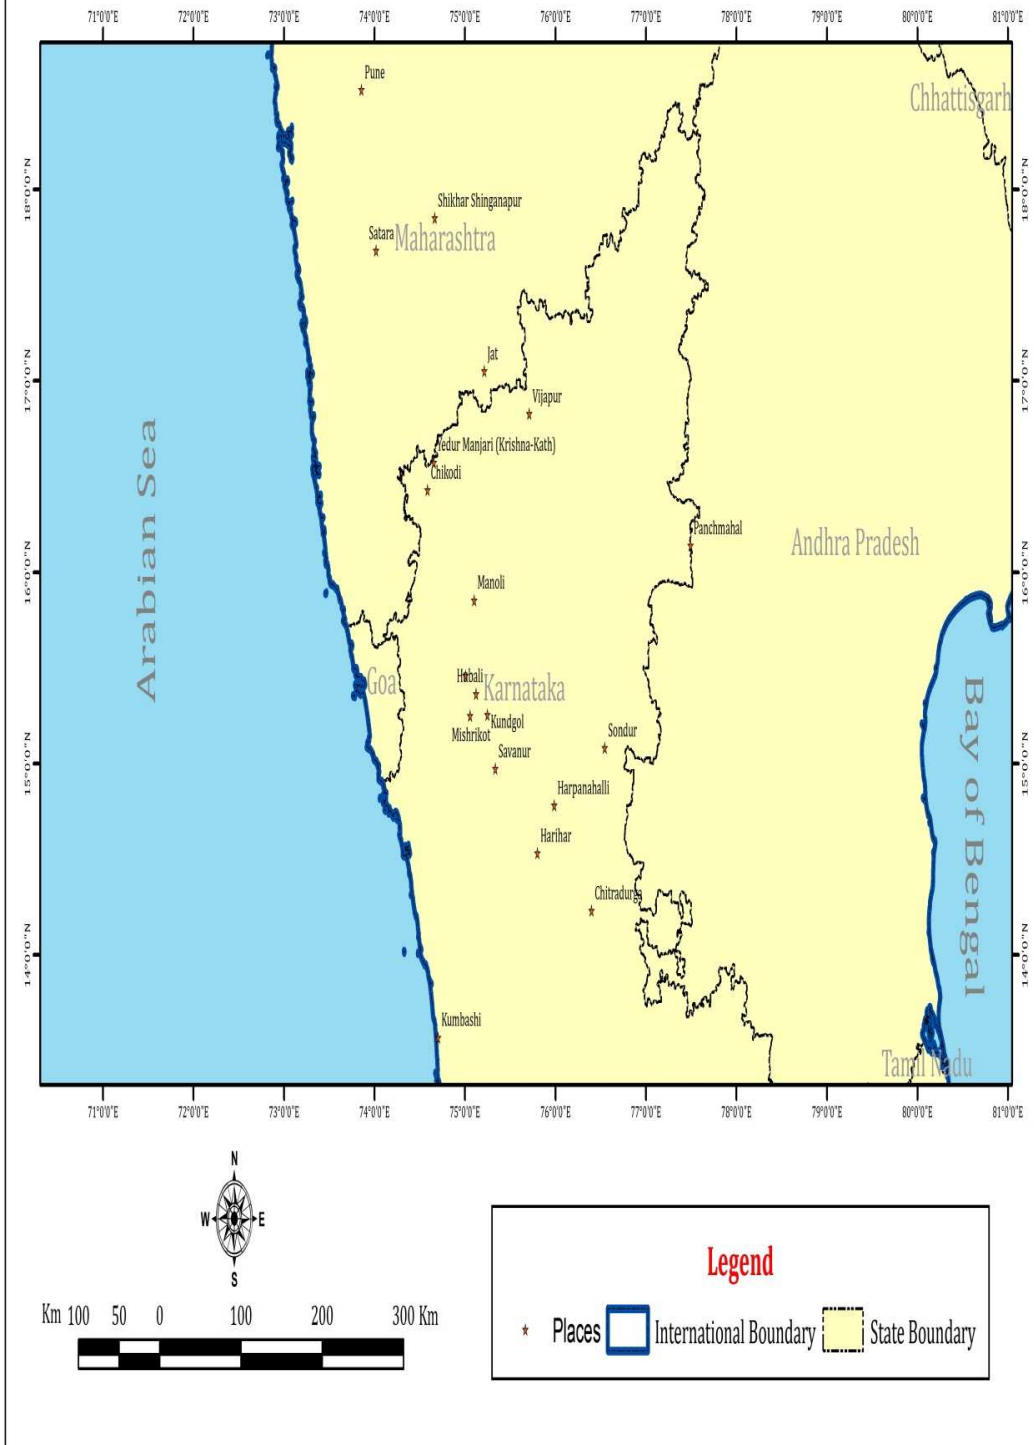 71°0'0"E 72°0'0"E 73°0'0"E 74°0'0"E 75°0'0"E 76°0'0"E 77°0'0"E 78°0'0"E 79°0'0"E 80°0'0"E 81°0'0"E
Pune
Chhattisgarh
18°0'0"N 18°0'0"N
Shikhar Shinganapur
Satara
Maharashtra
Jat
17°0'0"N 17°0'0"N
Vijapur
Yedur Manjari (Krishna-Kath)
Chikodi
Arabian Sea
Panchmahal
Andhra Pradesh
16°0'0"N 16°0'0"N
Manoli
Goa
Hubali
Karnataka
Kundgol
Mishrikot
Sondur
Savanur
15°0'0"N 15°0'0"N
Bay of Bengal
Harpanahalli
Harihar
Chitradurga
14°0'0"N 14°0'0"N
Kumbashi
Tamil Nadu
71°0'0"E 72°0'0"E 73°0'0"E 74°0'0"E 75°0'0"E 76°0'0"E 77°0'0"E 78°0'0"E 79°0'0"E 80°0'0"E 81°0'0"E
N
W E
S
Legend
Km 100 50 0 100 200 300 Km
Places International Boundary State Boundary